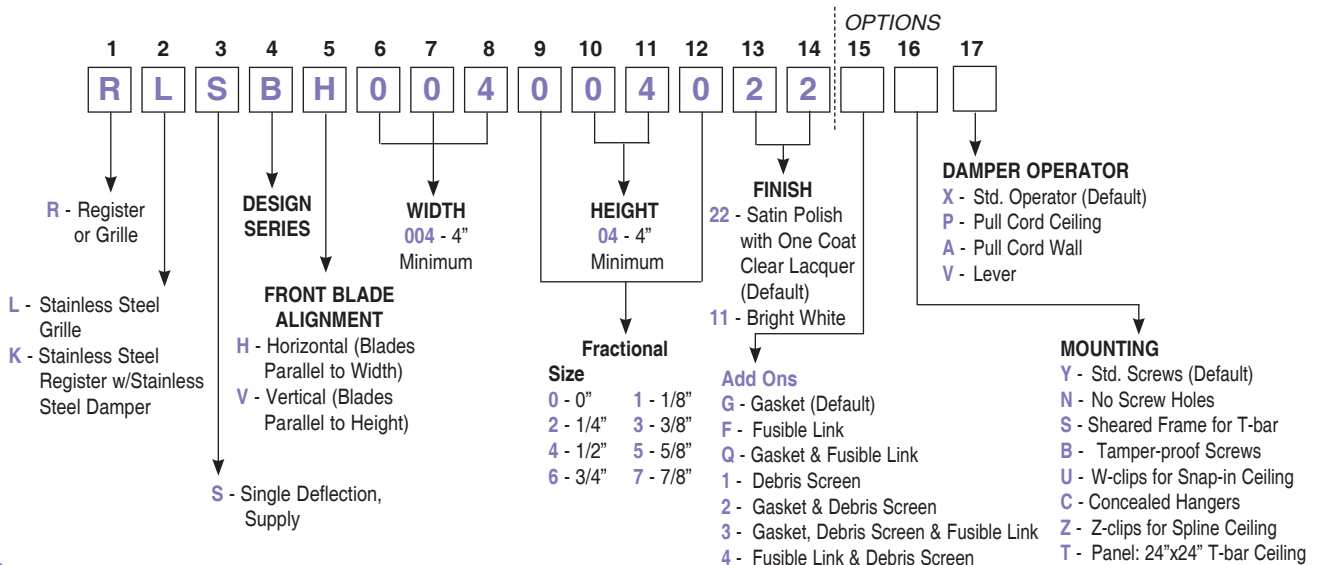 OPTIONS
1 2 3 4 5 6 7 8 9 10 11 12 13 14 15 16 17
R L S B H 0 0 4 0 0 4 0 2 2
R - Register
or Grille
L - Stainless Steel
Grille
K - Stainless Steel
Register w/Stainless
Steel Damper
S - Single Deflection,
Supply
DESIGN
SERIES
FRONT BLADE
ALIGNMENT
H - Horizontal (Blades
Parallel to Width)
V - Vertical (Blades
Parallel to Height)
WIDTH
004 - 4”
Minimum
HEIGHT
04 - 4”
Minimum
Fractional
Size
0 - 0” 1 - 1/8”
2 - 1/4” 3 - 3/8”
4 - 1/2” 5 - 5/8”
6 - 3/4” 7 - 7/8”
FINISH
22 - Satin Polish
with One Coat
Clear Lacquer
(Default)
11 - Bright White
Add Ons
G - Gasket (Default)
F - Fusible Link
Q - Gasket & Fusible Link
1 - Debris Screen
2 - Gasket & Debris Screen
3 - Gasket, Debris Screen & Fusible Link
4 - Fusible Link & Debris Screen
DAMPER OPERATOR
X - Std. Operator (Default)
P - Pull Cord Ceiling
A - Pull Cord Wall
V - Lever
MOUNTING
Y - Std. Screws (Default)
N - No Screw Holes
S - Sheared Frame for T-bar
B - Tamper-proof Screws
U - W-clips for Snap-in Ceiling
C - Concealed Hangers
Z - Z-clips for Spline Ceiling
T - Panel: 24”x24” T-bar Ceiling